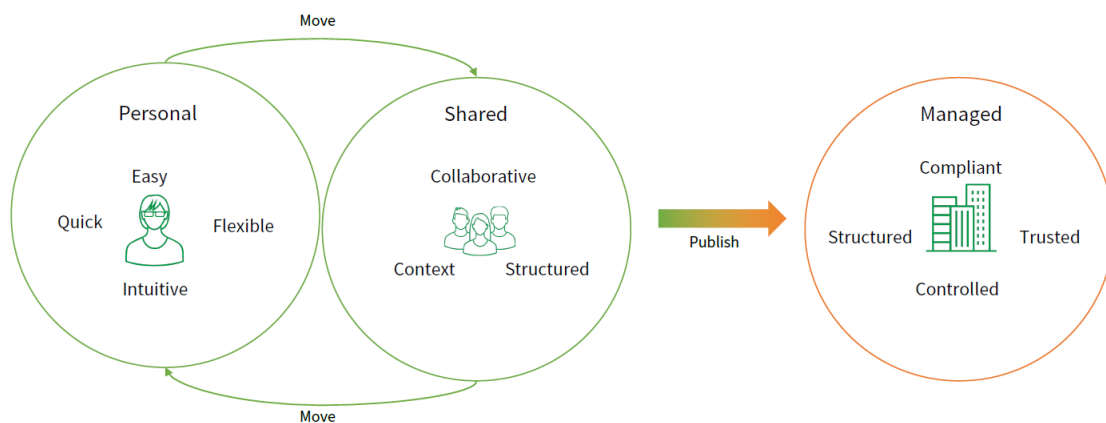 Move
Personal
Easy
Quick
Flexible
Intuitive
Shared
Collaborative
Context
Structured
Move
Publish
Managed
Compliant
Structured
Trusted
Controlled